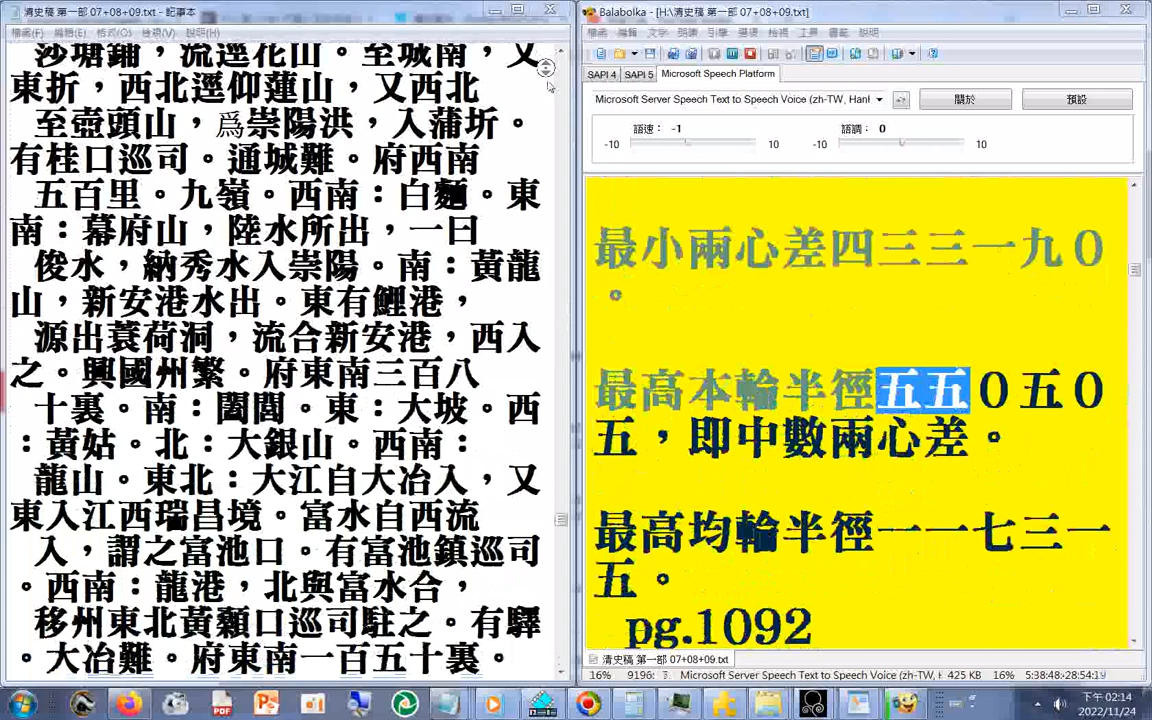 清史稿 第一部 07+08+09.txt - 記事本
檔案(F) 編輯(E) 格式(O) 檢視(V) 說明(H)
沙塘鋪，流逕花山。至城南，又
東折，西北逕仰蓮山，又西北
至壺頭山，爲崇陽洪，入蒲圻。
有桂口巡司。通城難。府西南
五百里。九嶺。西南：白麵。東
南：幕府山，陸水所出，一曰
俊水，納秀水入崇陽。南：黃龍
山，新安港水出。東有鯉港，
源出蓑荷洞，流合新安港，西入
之。興國州繁。府東南三百八
十裏。南：闔閭。東：大坡。西
：黃姑。北：大銀山。西南：
龍山。東北：大江自大冶入，又
東入江西瑞昌境。富水自西流
入，謂之富池口。有富池鎮巡司
。西南：龍港，北與富水合，
移州東北黃顙口巡司駐之。有驛
。大冶難。府東南一百五十裏。
Balabolka - [H:\清史稿 第一部 07+08+09.txt]
檔案 編輯 文字 朗讀 引擎 選項 檢視 工具 書籤 說明
SAPI 4 SAPI 5 Microsoft Speech Platform
Microsoft Server Speech Text to Speech Voice (zh-TW, Hanl
關於
預設
語速： -1
語調： 0
-10 10 -10 10
最小兩心差四三三一九０
。
最高本輪半徑五五０五０
五，即中數兩心差。
最高均輪半徑一一七三一
五。
pg.1092
清史稿 第一部 07+08+09.txt
16% 9196: Microsoft Server Speech Text to Speech Voice (zh- 425 KB 16% 5:38:48>28:54:19
下午 02:14
2022/11/24